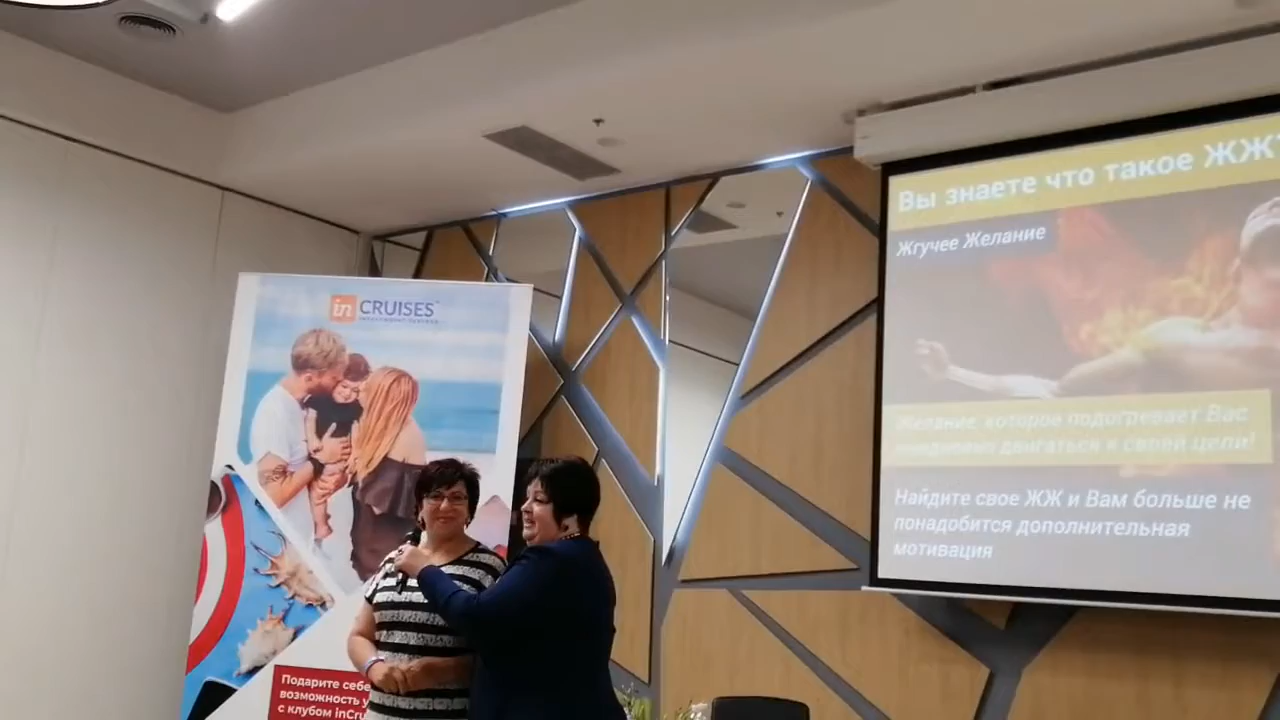 in CRUISES
Подарите себе
возможность
с клубом
Вы знаете что такое ЖЖ
Жгучее Желание
Желание, которое подогревает Вас
двигаться к своей цели!
Найдите свое ЖЖ и Вам больше не
понадобится дополнительная
мотивация